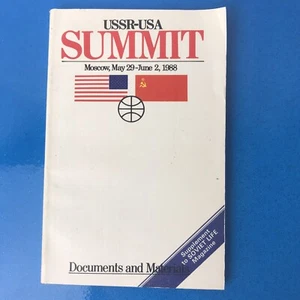 USSR-USA
SUMMIT
Moscow, May 29-June 2, 1988
Supplement
to SOVIET LIFE
Magazine
Documents and Materials